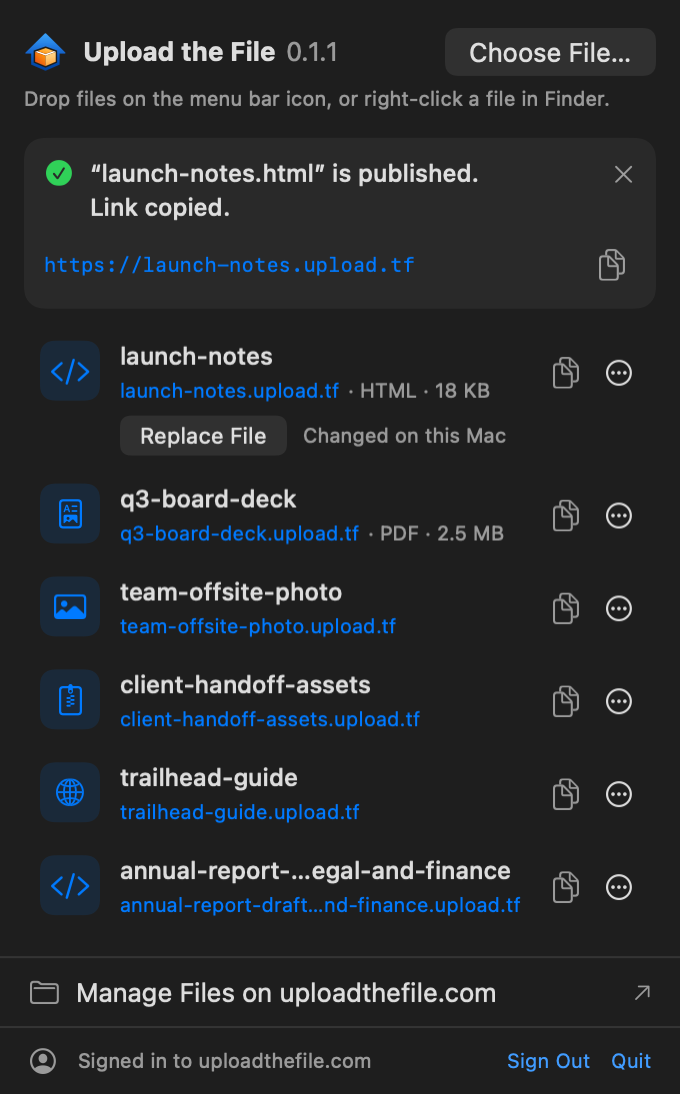 Upload the File 0.1.1
Choose File...
Drop files on the menu bar icon, or right-click a file in Finder.
“launch-notes.html” is published.
Link copied.
https://launch-notes.upload.tf
launch-notes
launch-notes.upload.tf · HTML · 18 KB
Replace File
Changed on this Mac
q3-board-deck
q3-board-deck.upload.tf · PDF · 2.5 MB
team-offsite-photo
team-offsite-photo.upload.tf
client-handoff-assets
client-handoff-assets.upload.tf
trailhead-guide
trailhead-guide.upload.tf
annual-report-...egal-and-finance
annual-report-draft...nd-finance.upload.tf
Manage Files on uploadthefile.com
Signed in to uploadthefile.com
Sign Out
Quit